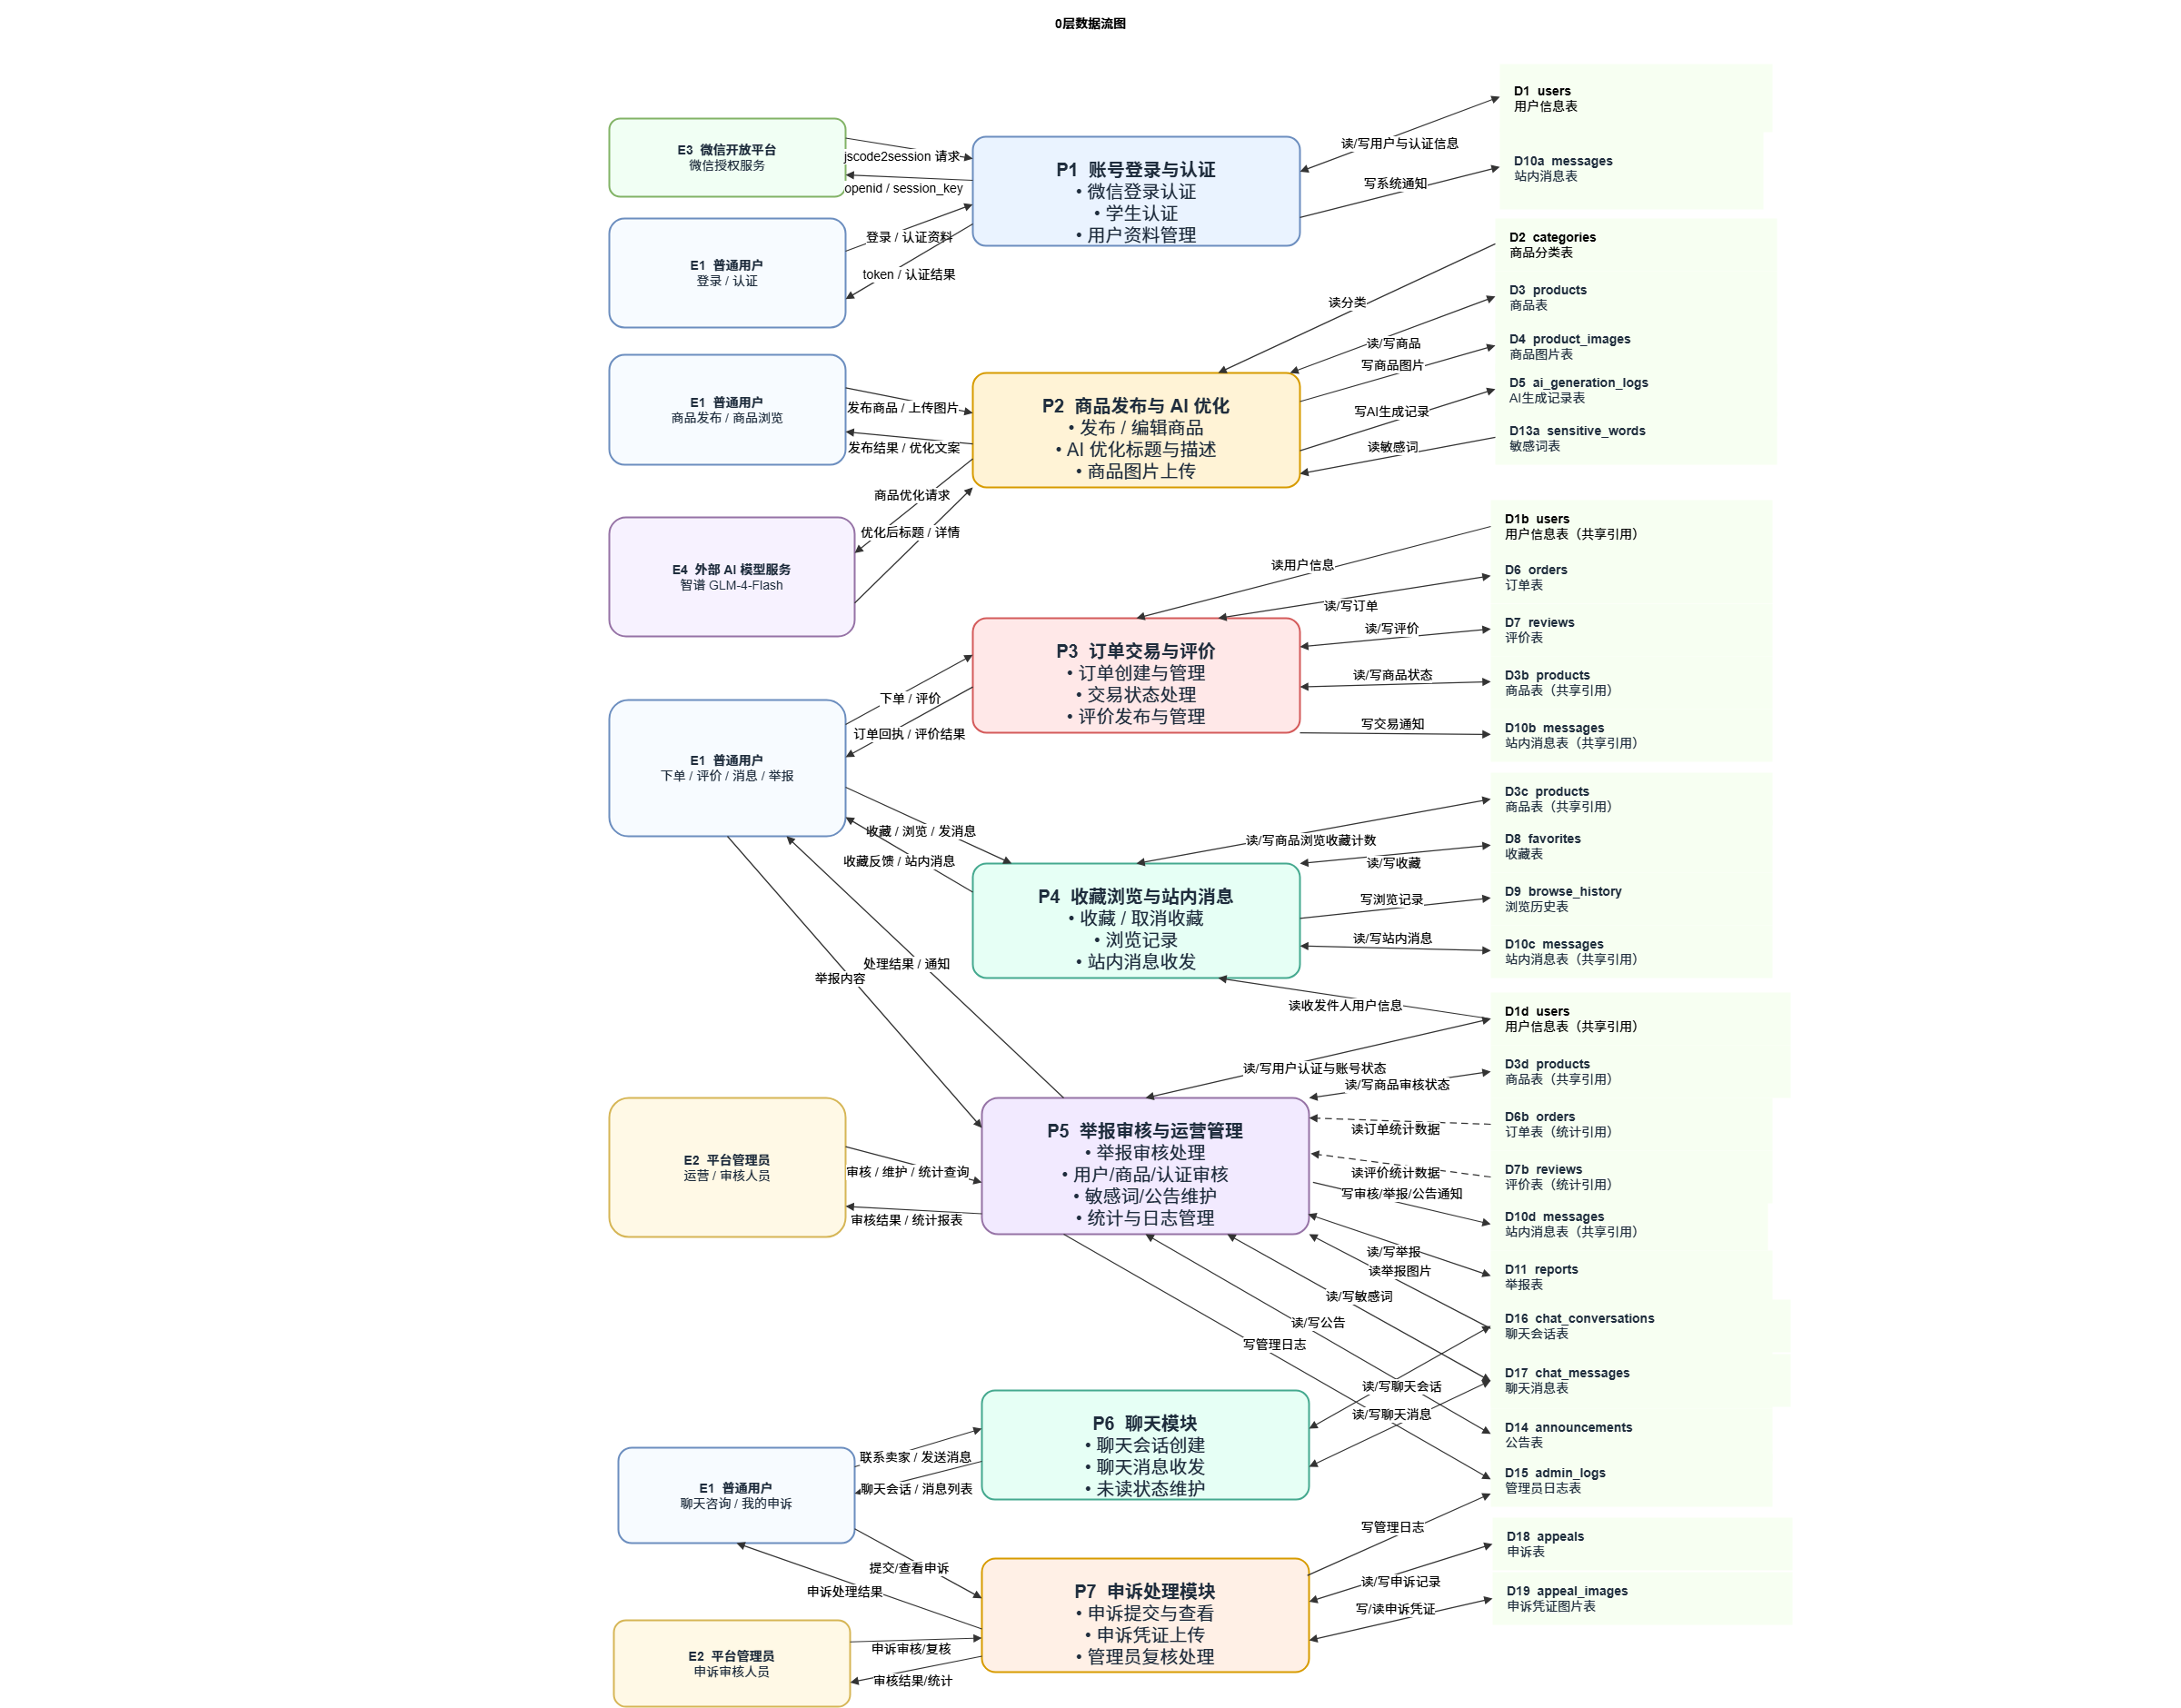 0层数据流图
E3 微信开放平台
微信授权服务
jscode2session 请求
openid / session_key
E1 普通用户
登录 / 认证
登录 / 认证资料
token / 认证结果
P1 账号登录与认证
• 微信登录认证
• 学生认证
• 用户资料管理
读/写用户与认证信息
写系统通知
D1 users
用户信息表
D10a messages
站内消息表
E1 普通用户
商品发布 / 商品浏览
发布商品 / 上传图片
发布结果 / 优化文案
P2 商品发布与 AI 优化
• 发布 / 编辑商品
• AI 优化标题与描述
• 商品图片上传
读分类
读/写商品
写商品图片
写AI生成记录
读敏感词
D2 categories
商品分类表
D3 products
商品表
D4 product_images
商品图片表
D5 ai_generation_logs
AI生成记录表
D13a sensitive_words
敏感词表
商品优化请求
优化后标题 / 详情
E4 外部 AI 模型服务
智谱 GLM-4-Flash
E1 普通用户
下单 / 评价 / 消息 / 举报
下单 / 评价
订单回执 / 评价结果
P3 订单交易与评价
• 订单创建与管理
• 交易状态处理
• 评价发布与管理
读用户信息
读/写订单
读/写评价
读/写商品状态
写交易通知
D1b users
用户信息表（共享引用）
D6 orders
订单表
D7 reviews
评价表
D3b products
商品表（共享引用）
D10b messages
站内消息表（共享引用）
收藏 / 浏览 / 发消息
收藏反馈 / 站内消息
P4 收藏浏览与站内消息
• 收藏 / 取消收藏
• 浏览记录
• 站内消息收发
读/写商品浏览收藏计数
读/写收藏
写浏览记录
读/写站内消息
读收发件人用户信息
D3c products
商品表（共享引用）
D8 favorites
收藏表
D9 browse_history
浏览历史表
D10c messages
站内消息表（共享引用）
处理结果 / 通知
举报内容
E2 平台管理员
运营 / 审核人员
审核 / 维护 / 统计查询
审核结果 / 统计报表
P5 举报审核与运营管理
• 举报审核处理
• 用户/商品/认证审核
• 敏感词/公告维护
• 统计与日志管理
读/写用户认证与账号状态
读/写商品审核状态
读订单统计数据
读评价统计数据
写审核/举报/公告通知
读/写举报
读举报图片
读/写敏感词
读/写公告
写管理日志
D1d users
用户信息表（共享引用）
D3d products
商品表（共享引用）
D6b orders
订单表（统计引用）
D7b reviews
评价表（统计引用）
D10d messages
站内消息表（共享引用）
D11 reports
举报表
D16 chat_conversations
聊天会话表
D17 chat_messages
聊天消息表
D14 announcements
公告表
D15 admin_logs
管理员日志表
E1 普通用户
聊天咨询 / 我的申诉
联系卖家 / 发送消息
聊天会话 / 消息列表
P6 聊天模块
• 聊天会话创建
• 聊天消息收发
• 未读状态维护
读/写聊天会话
读/写聊天消息
提交/查看申诉
申诉处理结果
E2 平台管理员
申诉审核人员
申诉审核/复核
审核结果/统计
P7 申诉处理模块
• 申诉提交与查看
• 申诉凭证上传
• 管理员复核处理
写管理日志
读/写申诉记录
写/读申诉凭证
D18 appeals
申诉表
D19 appeal_images
申诉凭证图片表